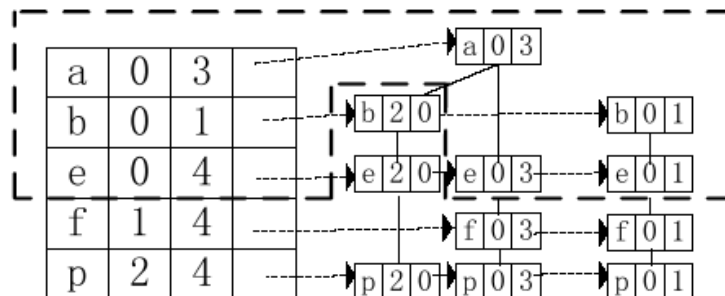 a 0 3
a 0 3
b 0 1
b 2 0
b 0 1
e 0 4
e 2 0
e 0 3
e 0 1
f 1 4
f 0 3
f 0 1
p 2 4
p 2 0
p 0 3
p 0 1